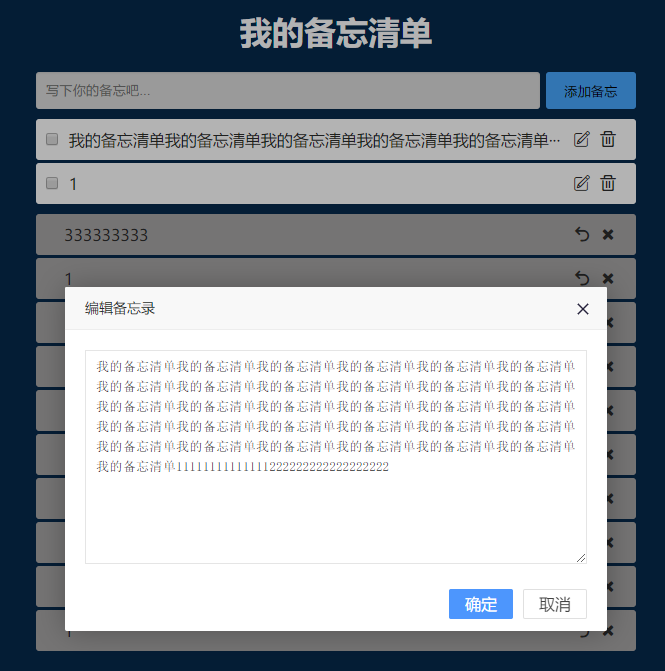 我的备忘清单
写下你的备忘吧...
添加备忘
我的备忘清单我的备忘清单我的备忘清单我的备忘清单我的备忘清单…
1
333333333
1
编辑备忘录
我的备忘清单我的备忘清单我的备忘清单我的备忘清单我的备忘清单我的备忘清单
我的备忘清单我的备忘清单我的备忘清单我的备忘清单我的备忘清单我的备忘清单
我的备忘清单我的备忘清单我的备忘清单我的备忘清单我的备忘清单我的备忘清单
我的备忘清单我的备忘清单我的备忘清单我的备忘清单我的备忘清单我的备忘清单
我的备忘清单我的备忘清单我的备忘清单我的备忘清单我的备忘清单我的备忘清单
我的备忘清单11111111111111222222222222222222
确定
取消
1